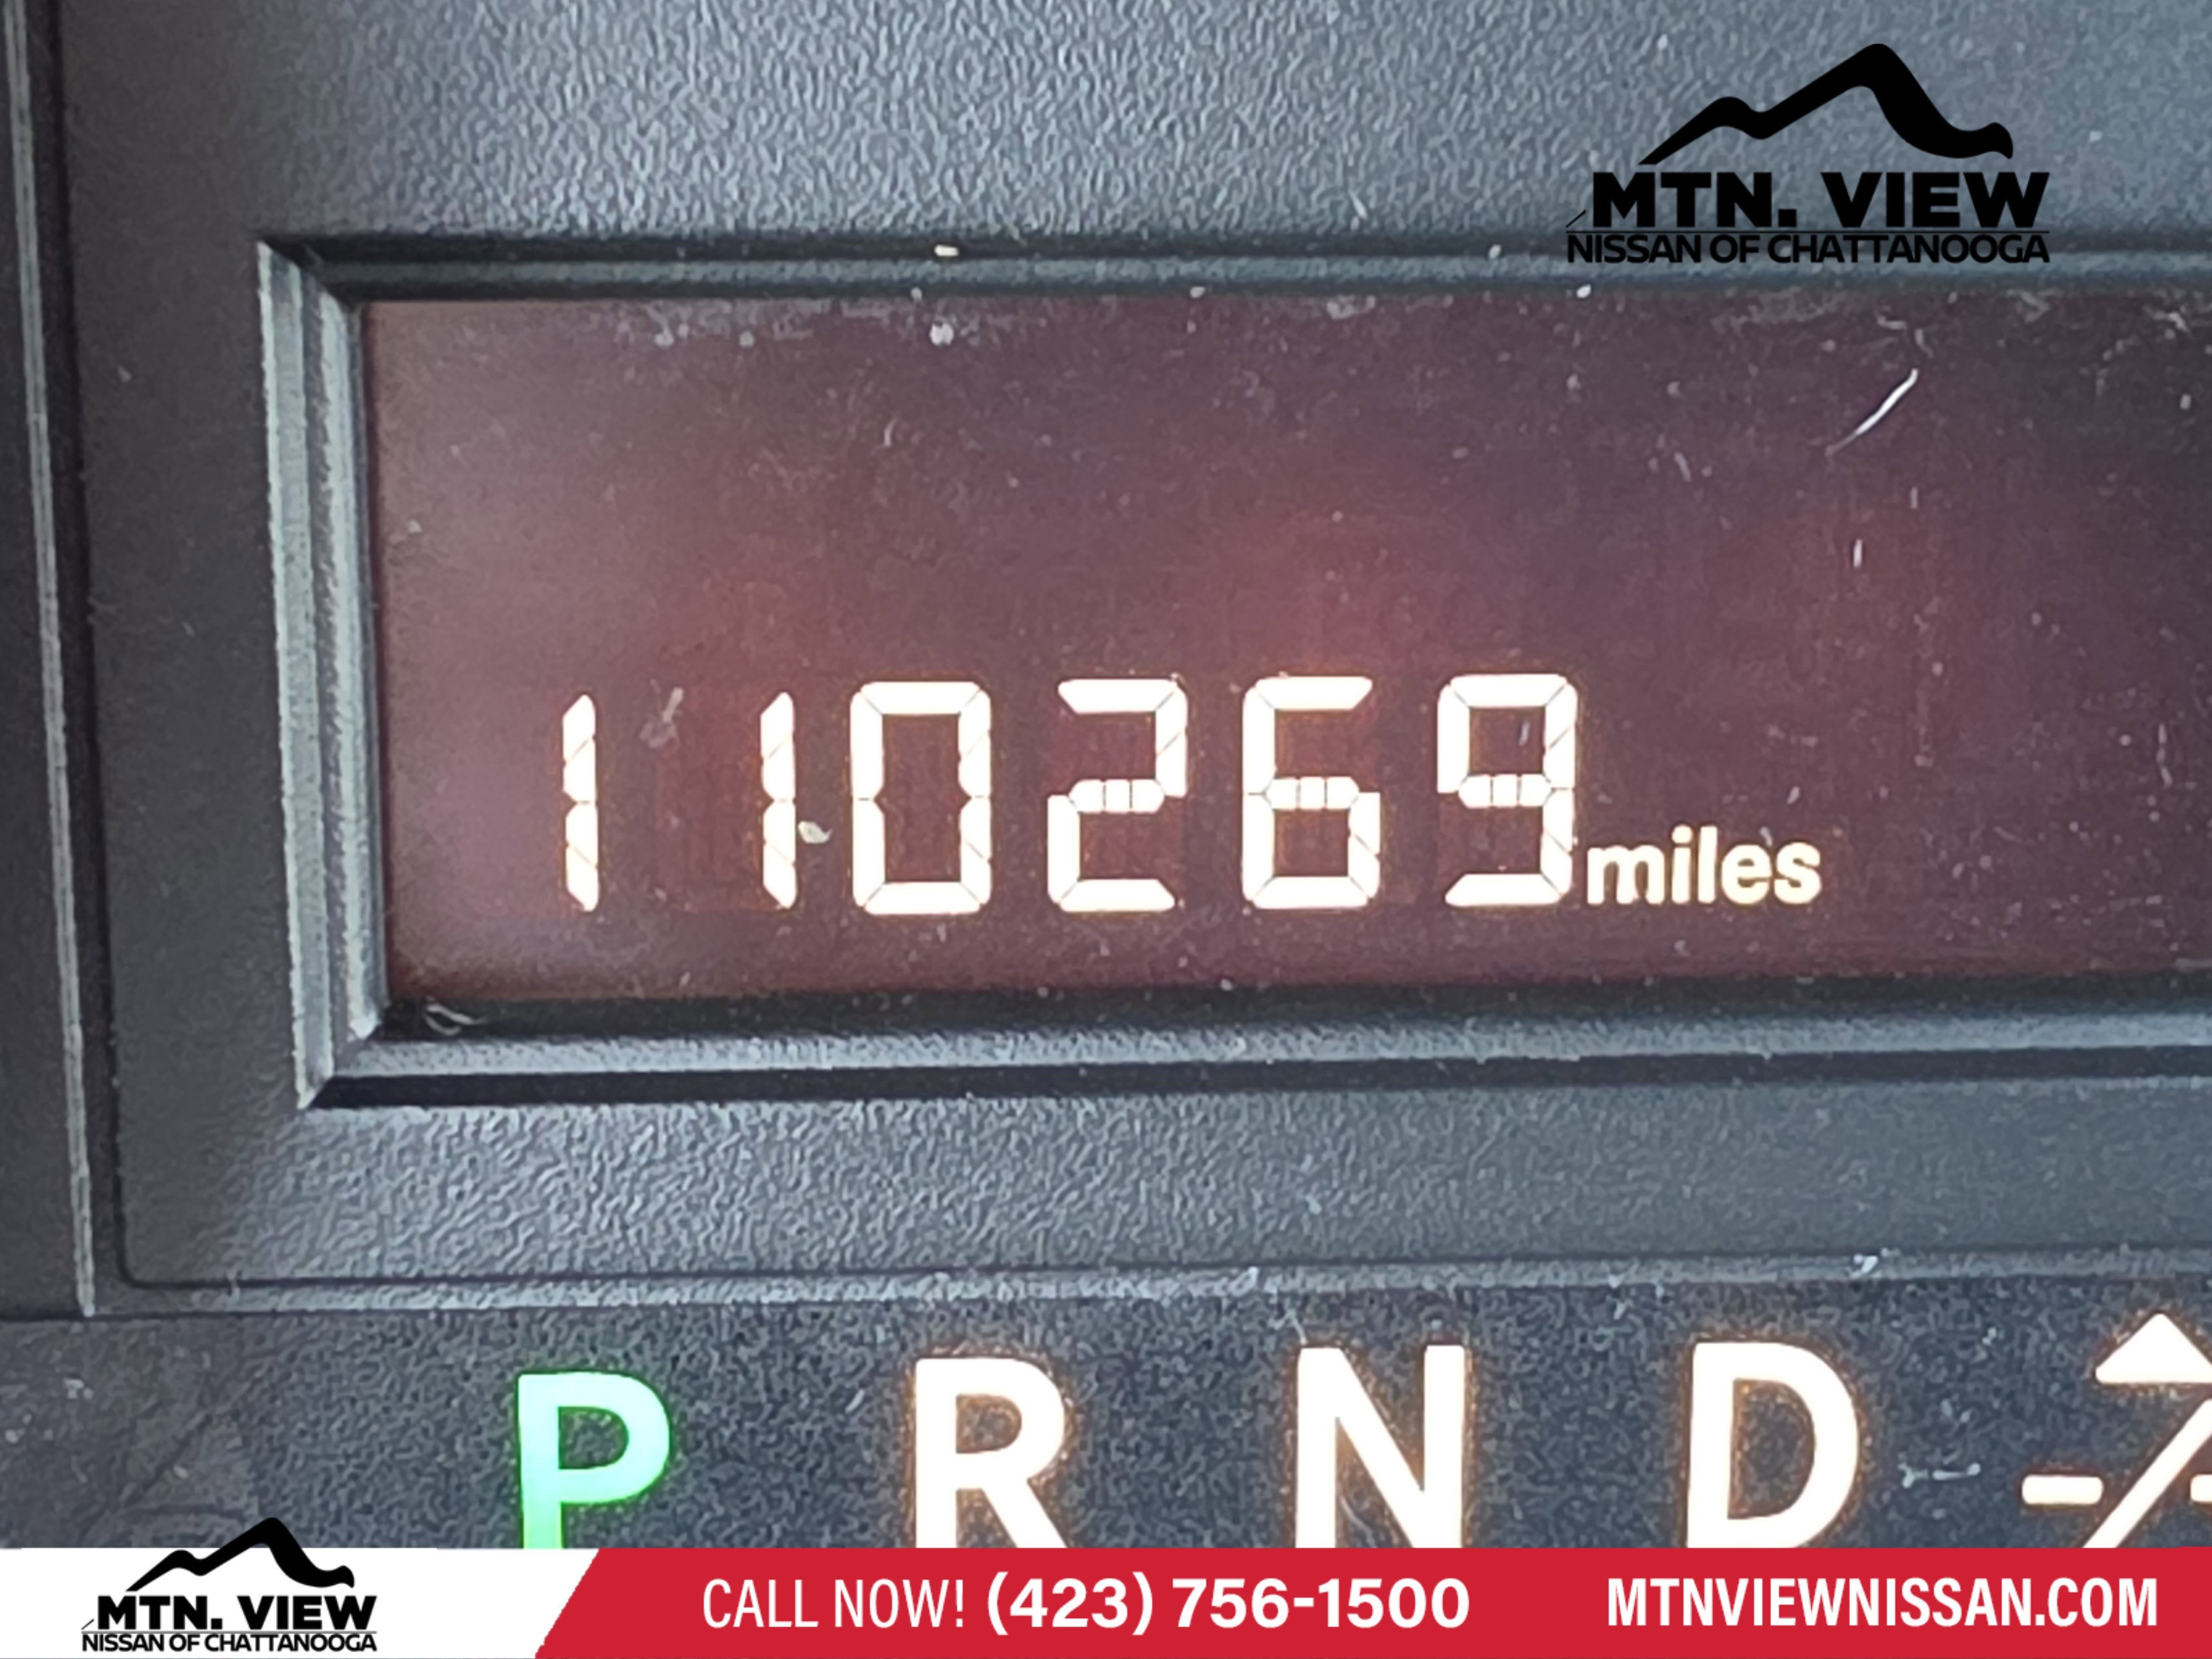 MTN. VIEW
NISSAN OF CHATTANOOGA
110269 miles
P R N D
MTN. VIEW
NISSAN OF CHATTANOOGA
CALL NOW! (423) 756-1500
MTNVIEWNISSAN.COM